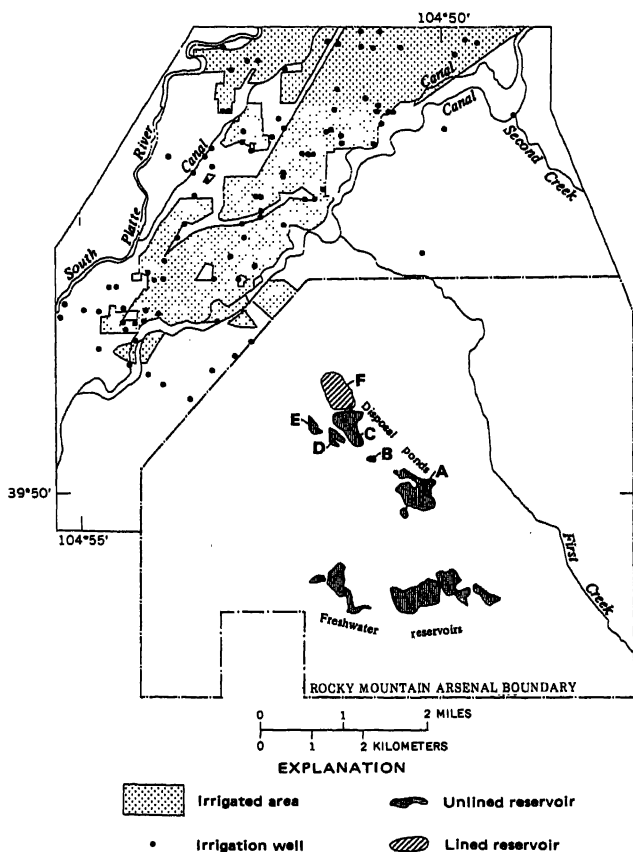 104°50'
Canal
Canal
Second Creek
River
Canal
Platte
South
F
Disposal ponds
E
C
D
B
A
39°50'
104°55'
First Creek
Freshwater reservoirs
ROCKY MOUNTAIN ARSENAL BOUNDARY
0 1 2 MILES
0 1 2 KILOMETERS
EXPLANATION
Irrigated area
Unlined reservoir
Irrigation well
Lined reservoir